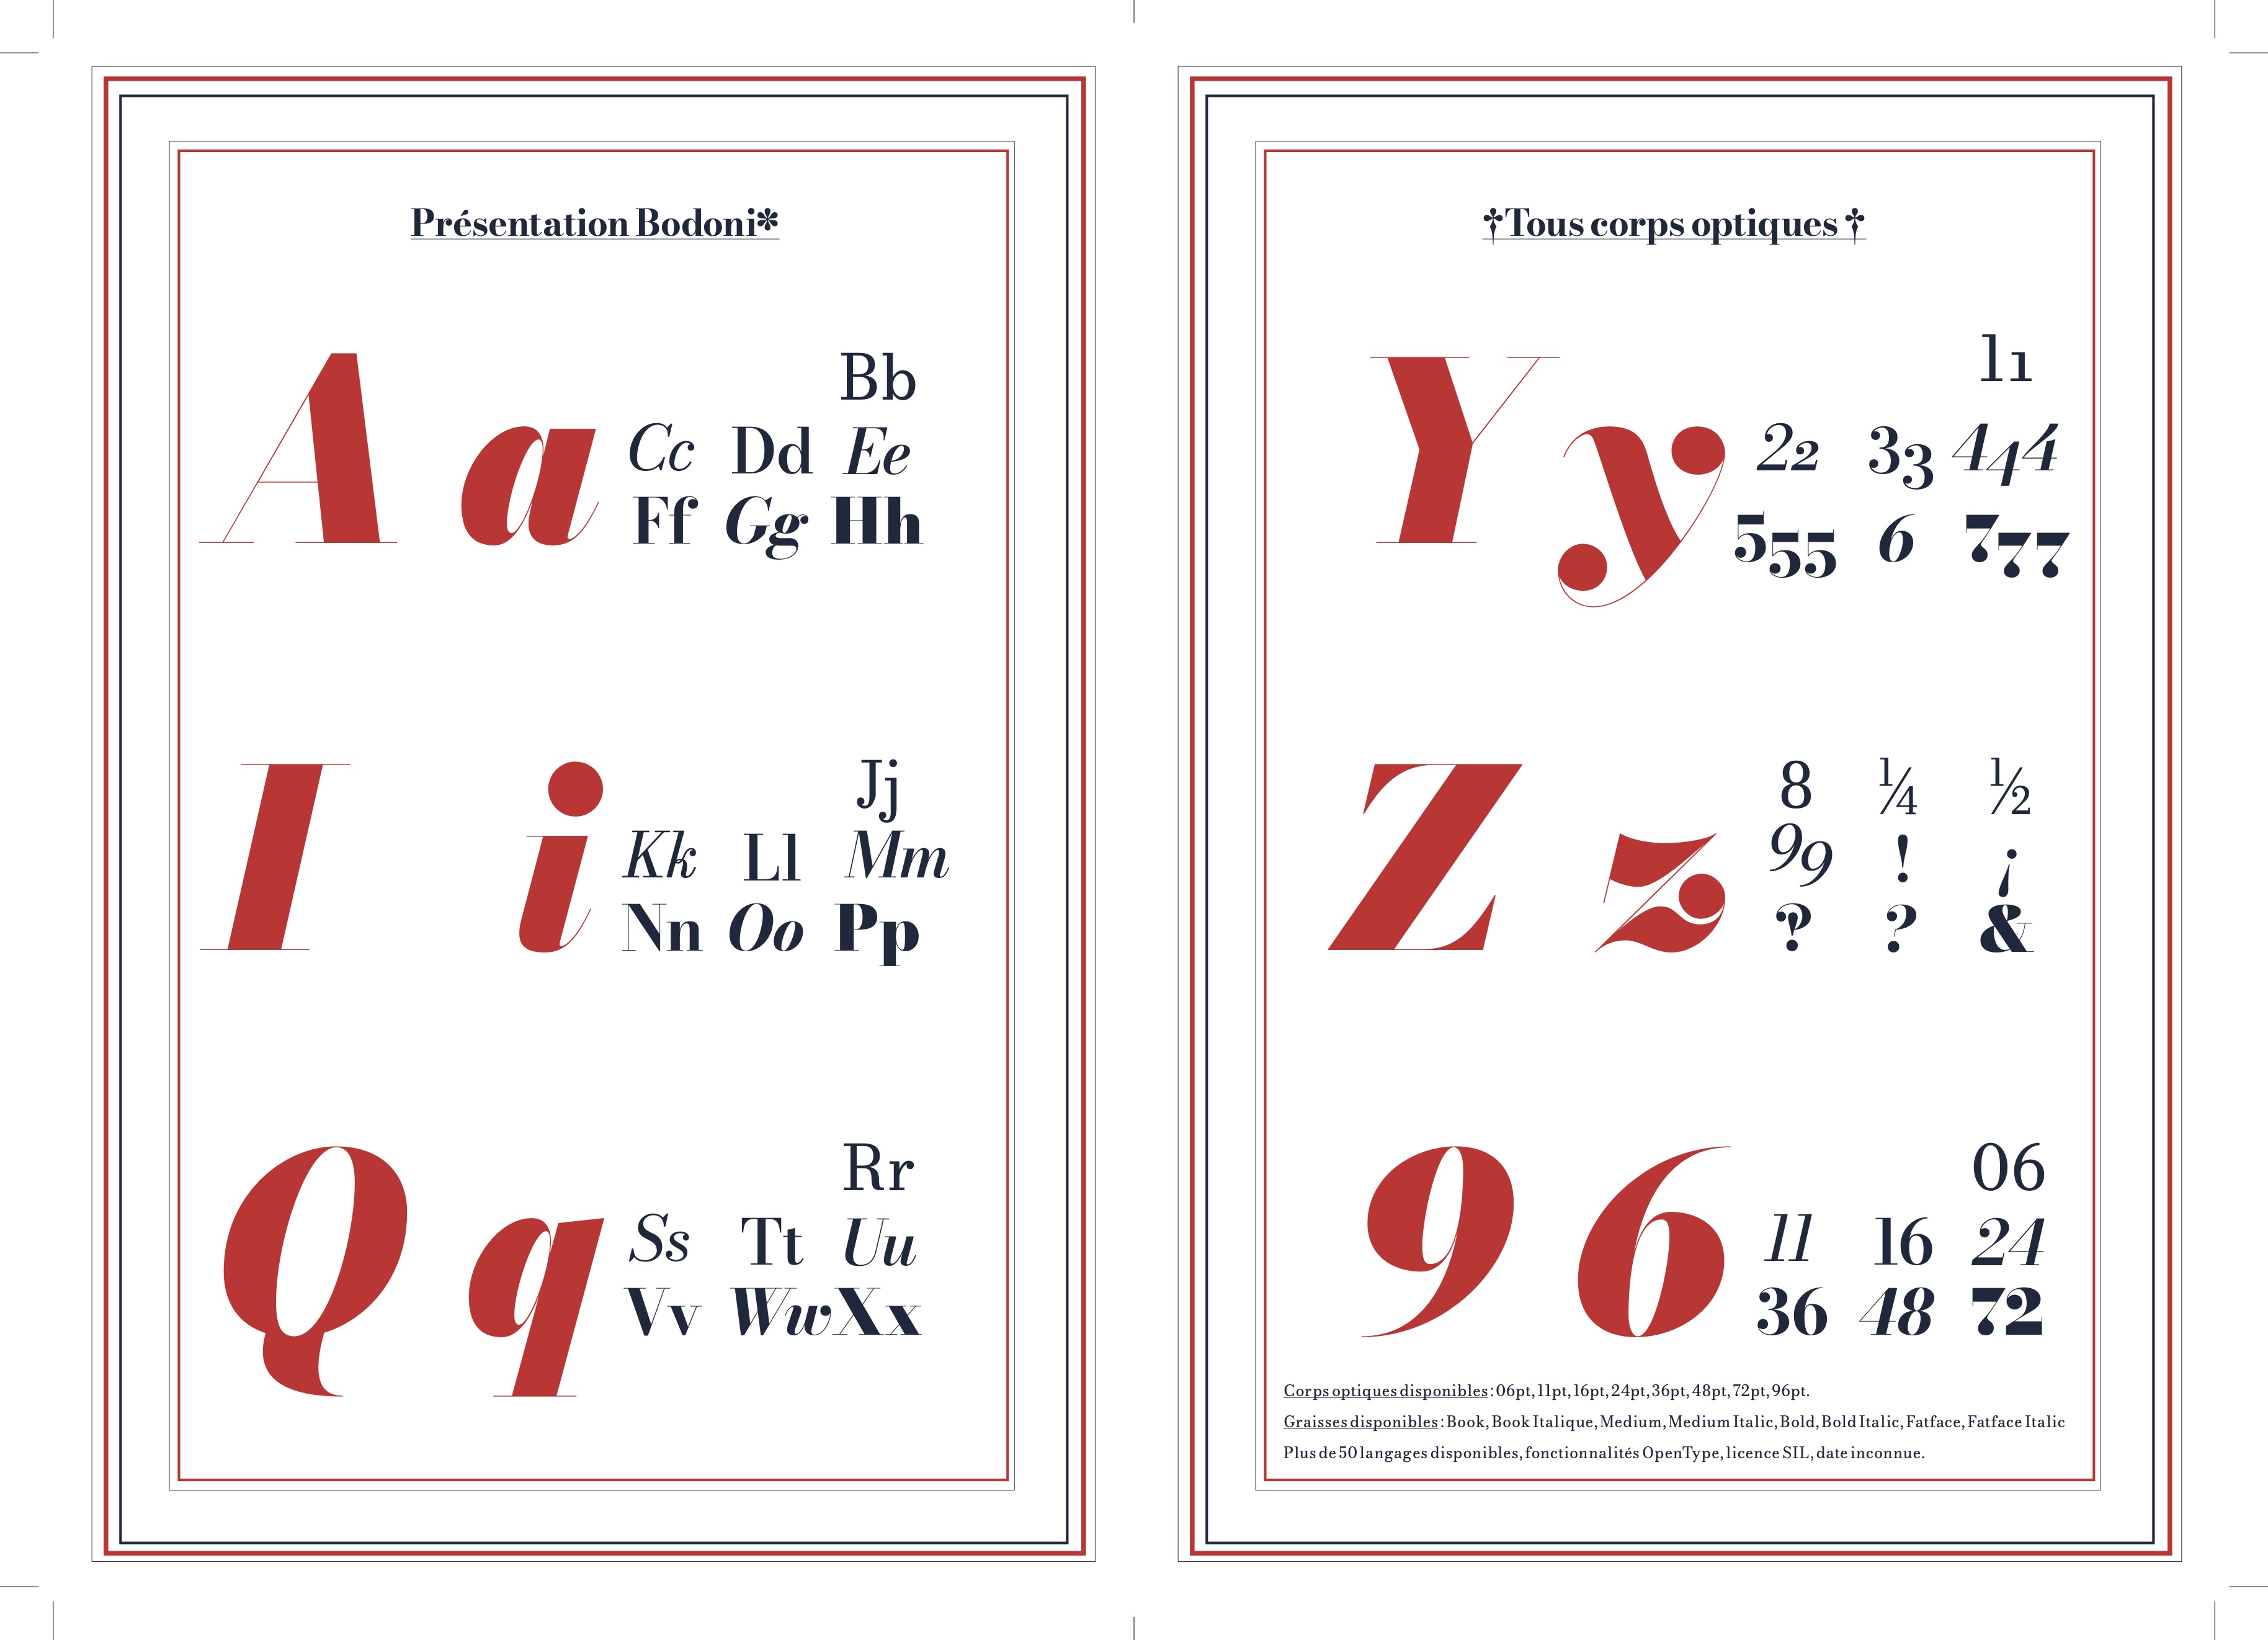 Présentation Bodoni*
A a
Bb
Cc Dd Ee
Ff Gg Hh
I i
Jj
Kk Ll Mm
Nn Oo Pp
Q q
Rr
Ss Tt Uu
Vv Ww Xx
†Tous corps optiques †
Y y
11
22 33 444
555 6 777
Z z
8 ¼ ½
99 ! ¡
‽ ? &
9 6
06
11 16 24
36 48 72
Corps optiques disponibles : 06pt, 11pt, 16pt, 24pt, 36pt, 48pt, 72pt, 96pt.
Graisses disponibles : Book, Book Italique, Medium, Medium Italic, Bold, Bold Italic, Fatface, Fatface Italic
Plus de 50 langages disponibles, fonctionnalités OpenType, licence SIL, date inconnue.